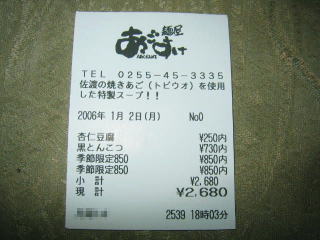 麺屋
あごすけ
AGOSUKE
TEL 0255-45-3335
佐渡の焼きあご(トビウオ)を使用
した特製スープ!!
2006年 1月 2日(月) No0
杏仁豆腐 ¥250内
黒とんこつ ¥730内
季節限定850 ¥850内
季節限定850 ¥850内
小 計 ¥2,680
現 計 ¥2,680
2539 18時03分